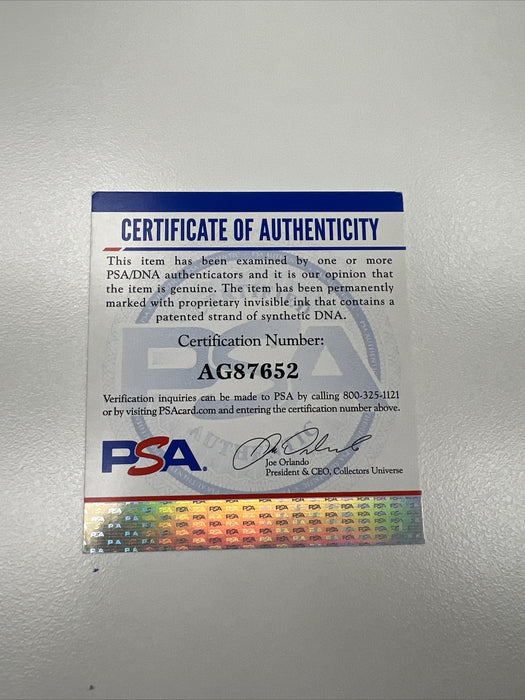 CERTIFICATE OF AUTHENTICITY
This item has been examined by one or more
PSA/DNA authenticators and it is our opinion that
the item is genuine. The item has been permanently
marked with proprietary invisible ink that contains a
patented strand of synthetic DNA.
Certification Number:
AG87652
Verification inquiries can be made to PSA by calling 800-325-1121
or by visiting PSAcard.com and entering the certification number above.
PSA.
Joe Orlando
President & CEO, Collectors Universe